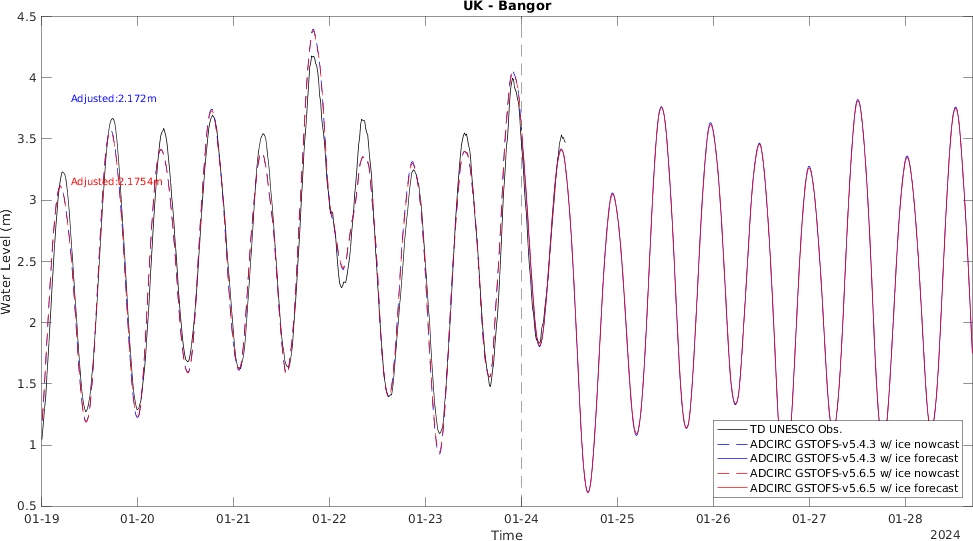 UK - Bangor
4.5
4
3.5
3
2.5
2
1.5
1
0.5
Water Level (m)
Adjusted:2.172m
Adjusted:2.1754m
TD UNESCO Obs.
ADCIRC GSTOFS-v5.4.3 w/ ice nowcast
ADCIRC GSTOFS-v5.4.3 w/ ice forecast
ADCIRC GSTOFS-v5.6.5 w/ ice nowcast
ADCIRC GSTOFS-v5.6.5 w/ ice forecast
01-19 01-20 01-21 01-22 01-23 01-24 01-25 01-26 01-27 01-28
Time
2024